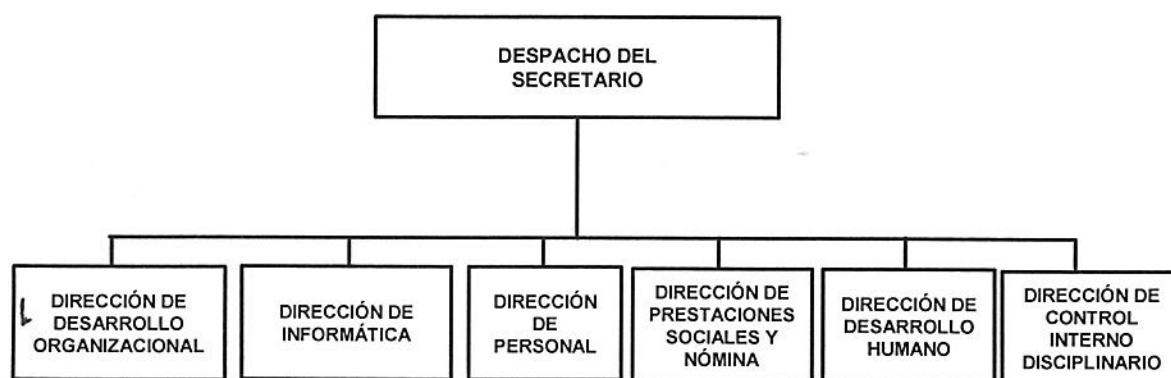 DESPACHO DEL
SECRETARIO
DIRECCIÓN DE
DESARROLLO
ORGANIZACIONAL
DIRECCIÓN DE
INFORMÁTICA
DIRECCIÓN
DE
PERSONAL
DIRECCIÓN DE
PRESTACIONES
SOCIALES Y
NÓMINA
DIRECCIÓN DE
DESARROLLO
HUMANO
DIRECCIÓN DE
CONTROL
INTERNO
DISCIPLINARIO